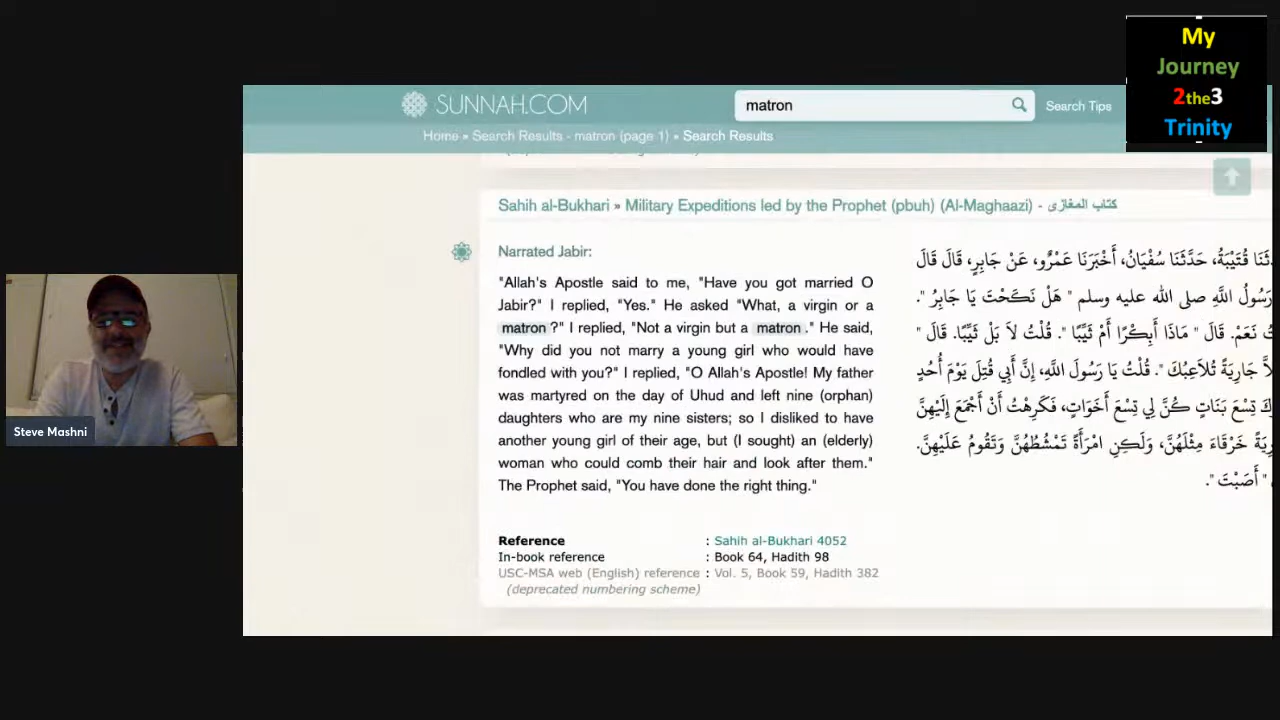 My
Journey
2the3
Trinity
SUNNAH.COM
matron
Search Tips
Home » Search Results - matron (page 1) » Search Results
Sahih al-Bukhari » Military Expeditions led by the Prophet (pbuh) (Al-Maghaazi) - كتاب المغازى
Narrated Jabir:
"Allah's Apostle said to me, "Have you got married O
Jabir?" I replied, "Yes." He asked "What, a virgin or a
matron ?" I replied, "Not a virgin but a matron ." He said,
"Why did you not marry a young girl who would have
fondled with you?" I replied, "O Allah's Apostle! My father
was martyred on the day of Uhud and left nine (orphan)
daughters who are my nine sisters; so I disliked to have
another young girl of their age, but (I sought) an (elderly)
woman who could comb their hair and look after them."
The Prophet said, "You have done the right thing."
قُتَيْبَةُ، حَدَّثَنَا سُفْيَانُ، أَخْبَرَنَا عَمْرٌو، عَنْ جَابِرٍ، قَالَ قَالَ
رَسُولُ اللَّهِ صلى الله عليه وسلم " هَلْ نَكَحْتَ يَا جَابِرُ ".
نَعَمْ. قَالَ " مَاذَا أَبِكْرًا أَمْ ثَيِّبًا ". قُلْتُ لاَ بَلْ ثَيِّبًا. قَالَ "
جَارِيَةً تُلاَعِبُكَ ". قُلْتُ يَا رَسُولَ اللَّهِ، إِنَّ أَبِي قُتِلَ يَوْمَ أُحُدٍ
تِسْعَ بَنَاتٍ كُنَّ لِي تِسْعَ أَخَوَاتٍ، فَكَرِهْتُ أَنْ أَجْمَعَ إِلَيْهِنَّ
خَرْقَاءَ مِثْلَهُنَّ، وَلَكِنِ امْرَأَةً تَمْشُطُهُنَّ وَتَقُومُ عَلَيْهِنَّ.
" أَصَبْتَ ".
Reference : Sahih al-Bukhari 4052
In-book reference : Book 64, Hadith 98
USC-MSA web (English) reference : Vol. 5, Book 59, Hadith 382
(deprecated numbering scheme)
Steve Mashni